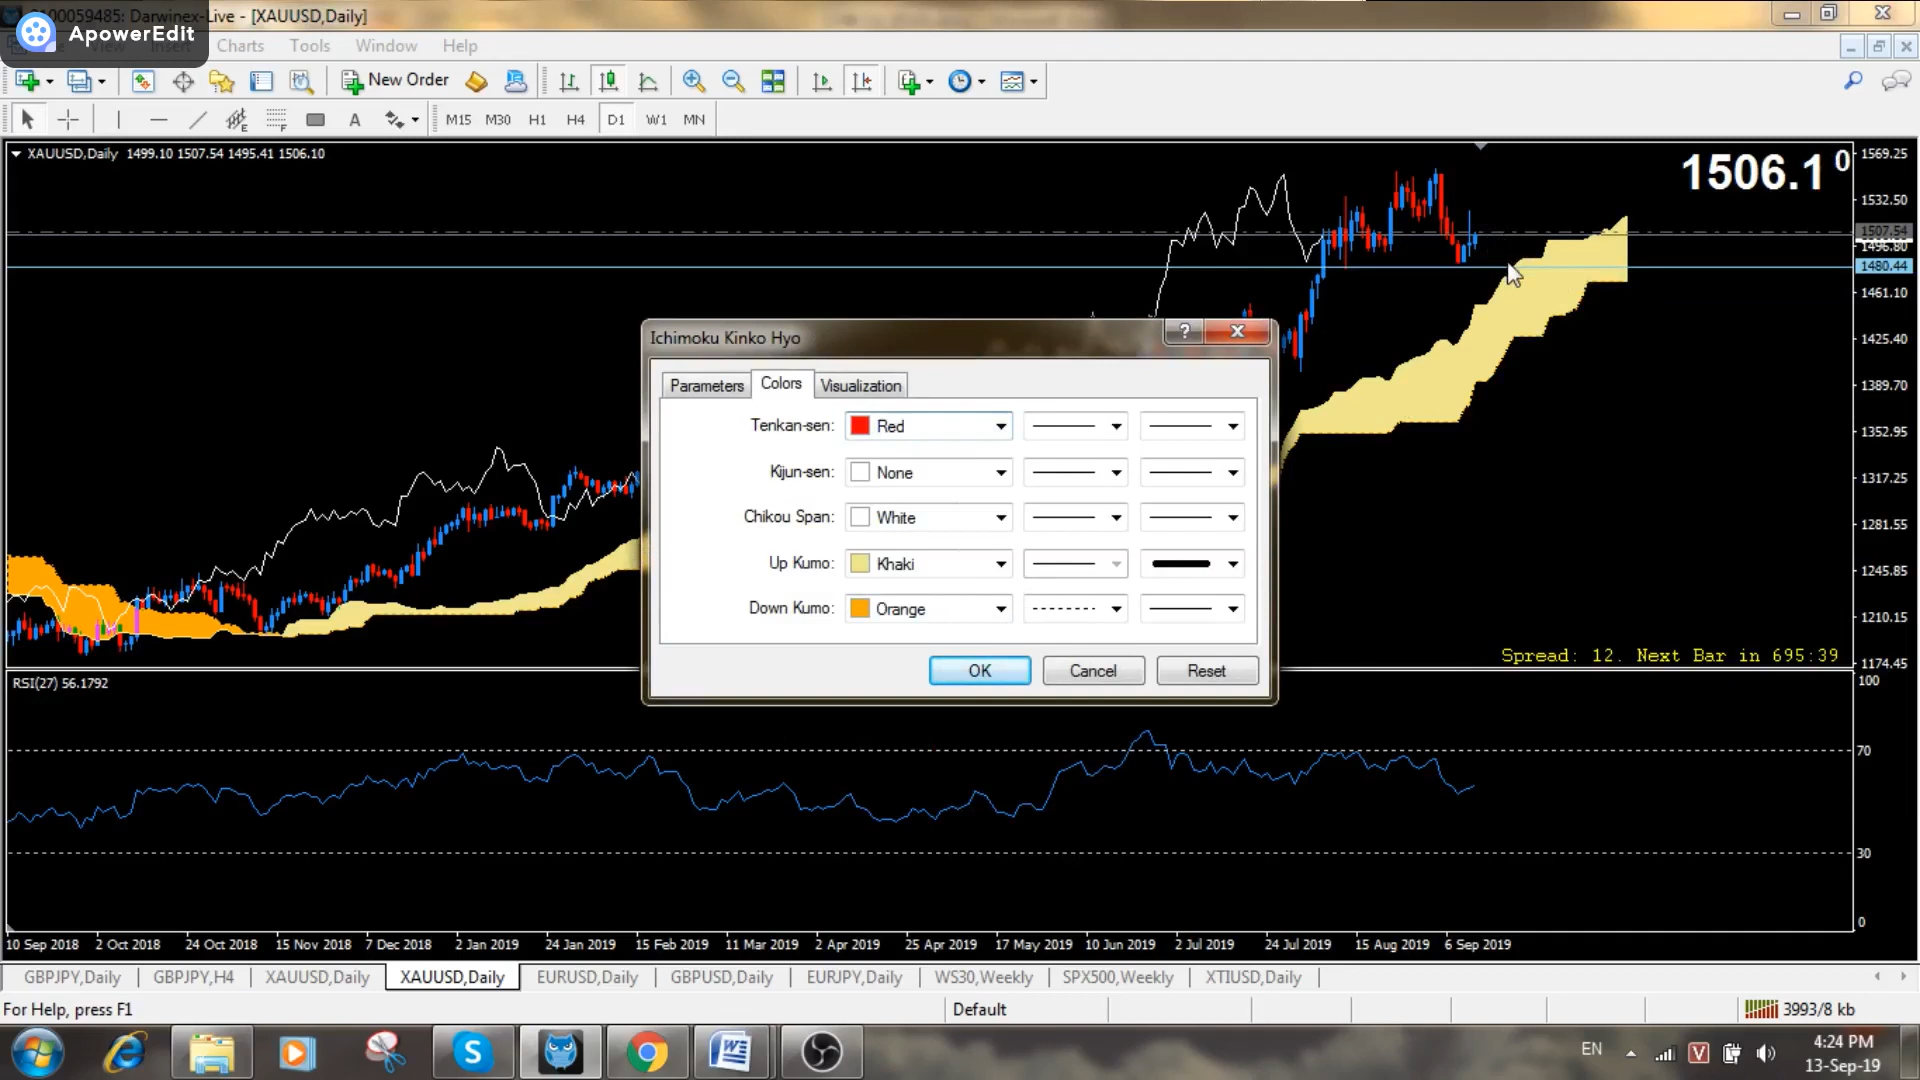 100059485: Darwinex-Live - [XAUUSD,Daily]
ApowerEdit
Charts Tools Window Help
New Order
A M15 M30 H1 H4 D1 W1 MN
XAUUSD,Daily 1499.10 1507.54 1495.41 1506.10
1506.1 0
1569.25
1532.50
1507.54
1496.80
1480.44
1461.10
1425.40
1389.70
1352.95
1317.25
1281.55
1245.85
1210.15
1174.45
Ichimoku Kinko Hyo
Parameters Colors Visualization
Tenkan-sen: Red
Kijun-sen: None
Chikou Span: White
Up Kumo: Khaki
Down Kumo: Orange
OK Cancel Reset
Spread: 12. Next Bar in 695:39
RSI(27) 56.1792
100
70
30
0
10 Sep 2018 2 Oct 2018 24 Oct 2018 15 Nov 2018 7 Dec 2018 2 Jan 2019 24 Jan 2019 15 Feb 2019 11 Mar 2019 2 Apr 2019 25 Apr 2019 17 May 2019 10 Jun 2019 2 Jul 2019 24 Jul 2019 15 Aug 2019 6 Sep 2019
GBPJPY,Daily GBPJPY,H4 XAUUSD,Daily XAUUSD,Daily EURUSD,Daily GBPUSD,Daily EURJPY,Daily WS30,Weekly SPX500,Weekly XTIUSD,Daily
For Help, press F1 Default 3993/8 kb
EN 4:24 PM
13-Sep-19